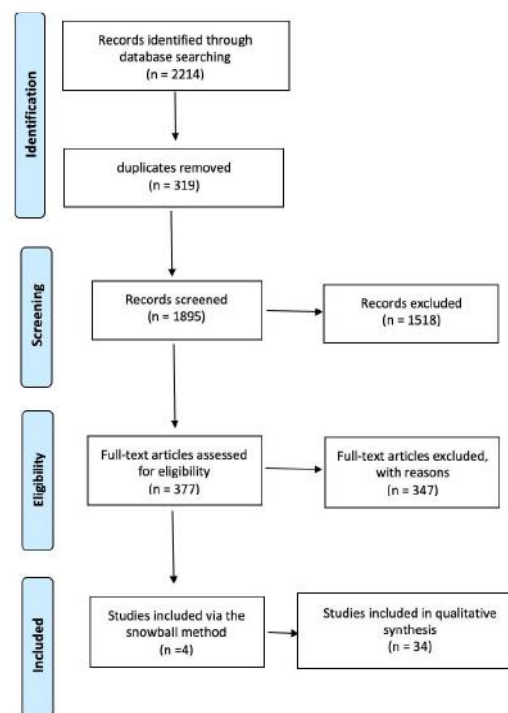 Identification
Records identified through
database searching
(n = 2214)
duplicates removed
(n = 319)
Screening
Records screened
(n = 1895)
Records excluded
(n = 1518)
Eligibility
Full-text articles assessed
for eligibility
(n = 377)
Full-text articles excluded,
with reasons
(n = 347)
Included
Studies included via the
snowball method
(n =4)
Studies included in qualitative
synthesis
(n = 34)